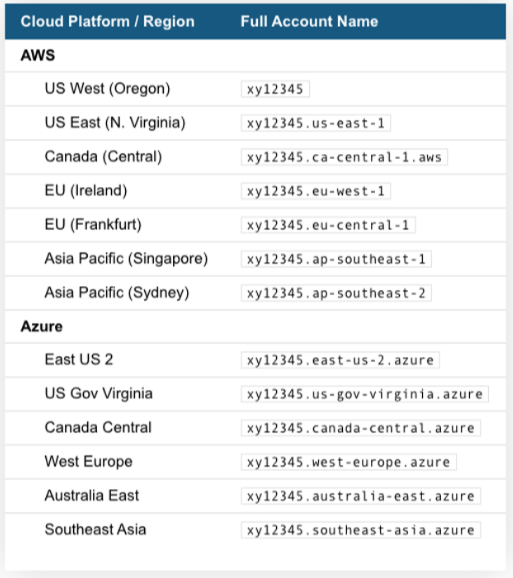 Cloud Platform / Region Full Account Name
AWS
US West (Oregon) xy12345
US East (N. Virginia) xy12345.us-east-1
Canada (Central) xy12345.ca-central-1.aws
EU (Ireland) xy12345.eu-west-1
EU (Frankfurt) xy12345.eu-central-1
Asia Pacific (Singapore) xy12345.ap-southeast-1
Asia Pacific (Sydney) xy12345.ap-southeast-2
Azure
East US 2 xy12345.east-us-2.azure
US Gov Virginia xy12345.us-gov-virginia.azure
Canada Central xy12345.canada-central.azure
West Europe xy12345.west-europe.azure
Australia East xy12345.australia-east.azure
Southeast Asia xy12345.southeast-asia.azure